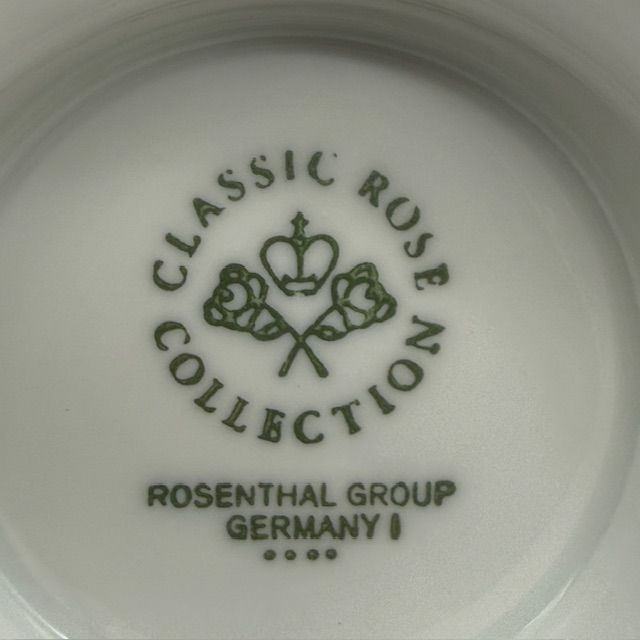 CLASSIC ROSE
COLLECTION
ROSENTHAL GROUP
GERMANY I